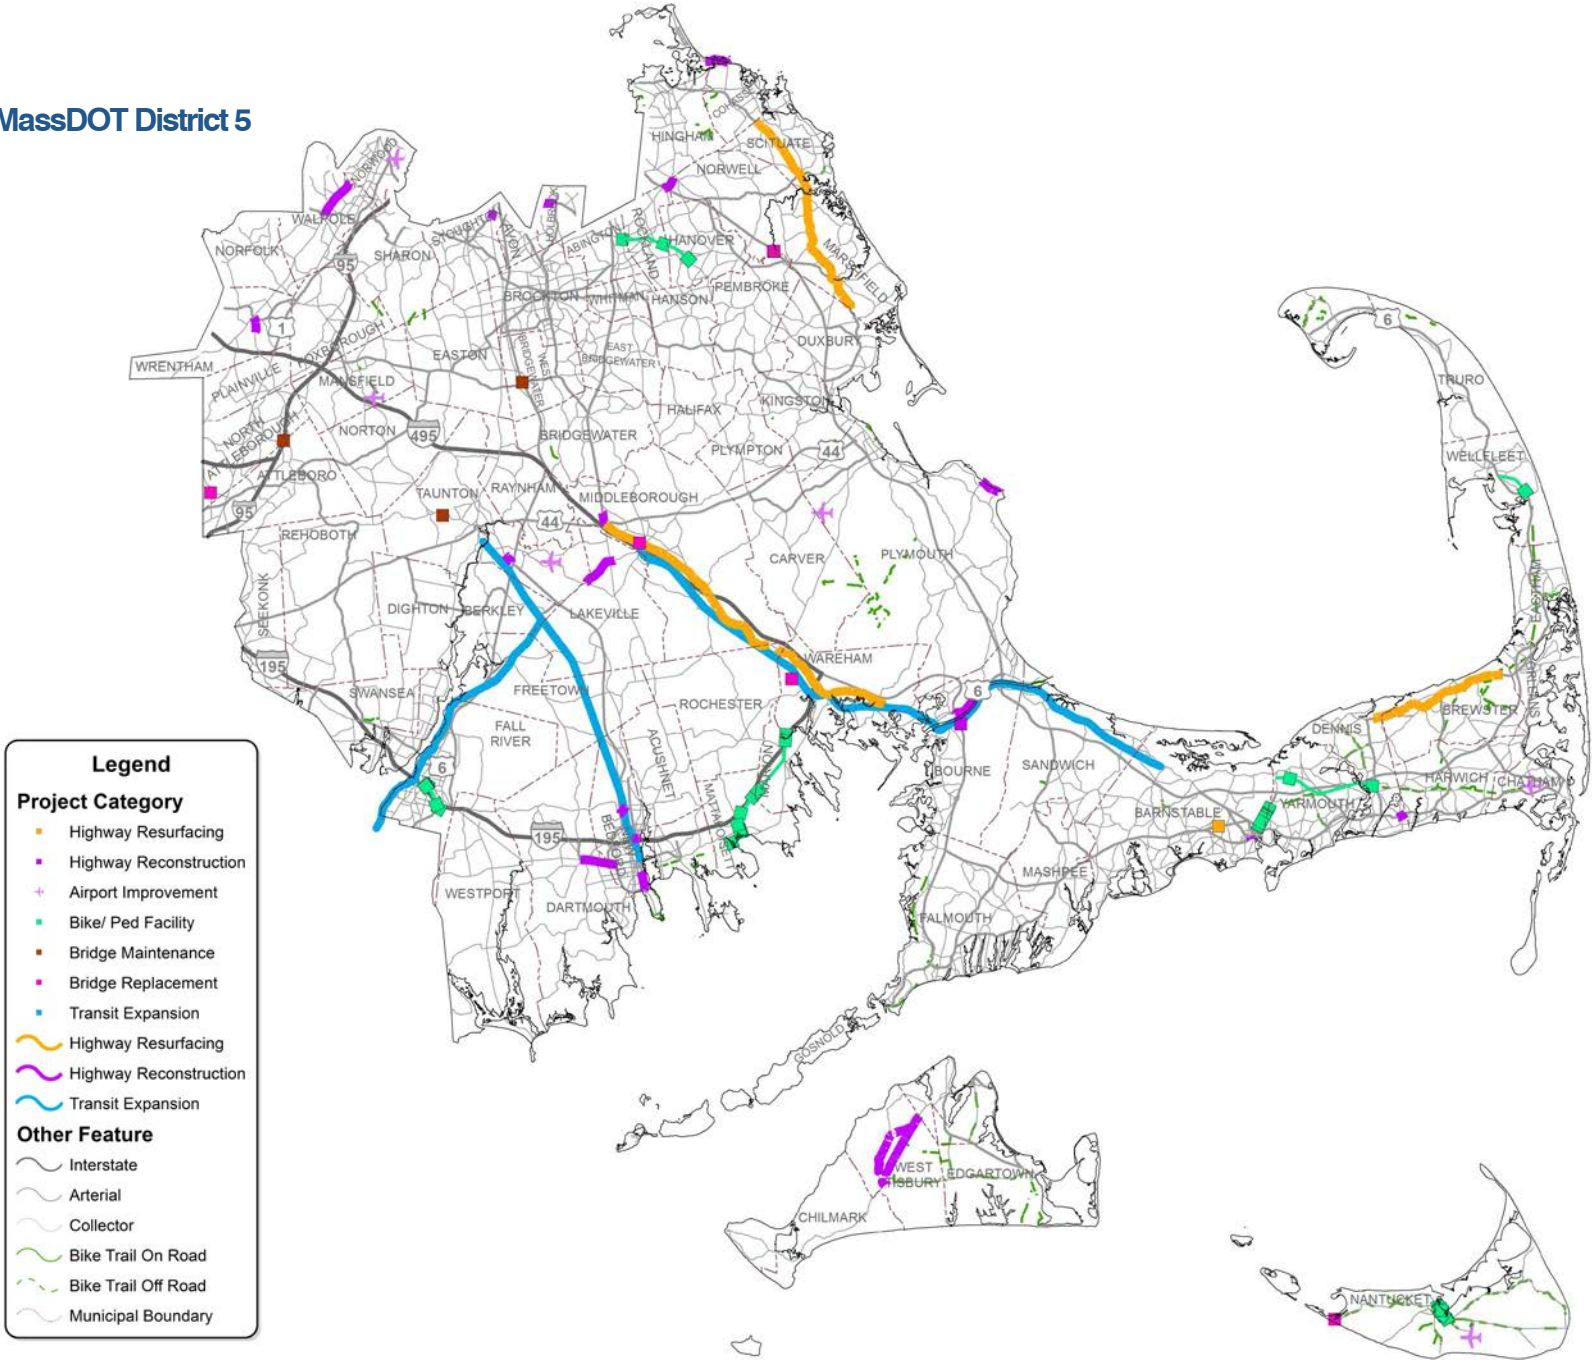 MassDOT District 5
HINGHAM
COHASSET
SCITUATE
NORWELL
NORWOOD
WALPOLE
NORFOLK
95
SHARON
STOUGHTON
AVON
HOLBROOK
ABINGTON
ROCKLAND
HANOVER
MARSHFIELD
PEMBROKE
BROCKTON
WHITMAN
HANSON
1
FOXBOROUGH
WRENTHAM
PLAINVILLE
MANSFIELD
EASTON
BRIDGEWATER
WEST
EAST
BRIDGEWATER
DUXBURY
6
TRURO
NORTH
ATTLEBOROUGH
NORTON
495
HALIFAX
KINGSTON
BRIDGEWATER
PLYMPTON
44
WELLFLEET
ATTLEBORO
TAUNTON
RAYNHAM
MIDDLEBOROUGH
95
44
REHOBOTH
CARVER
PLYMOUTH
SEEKONK
DIGHTON
BERKLEY
LAKEVILLE
EASTHAM
195
WAREHAM
SWANSEA
FREETOWN
ROCHESTER
6
ORLEANS
BREWSTER
FALL
RIVER
ACUSHNET
MARION
DENNIS
6
BOURNE
SANDWICH
HARWICH
CHATHAM
MATTAPOISETT
YARMOUTH
BARNSTABLE
195
NEW
BEDFORD
WESTPORT
DARTMOUTH
MASHPEE
FALMOUTH
GOSNOLD
WEST
TISBURY
EDGARTOWN
CHILMARK
NANTUCKET
Legend
Project Category
Highway Resurfacing
Highway Reconstruction
Airport Improvement
Bike/ Ped Facility
Bridge Maintenance
Bridge Replacement
Transit Expansion
Highway Resurfacing
Highway Reconstruction
Transit Expansion
Other Feature
Interstate
Arterial
Collector
Bike Trail On Road
Bike Trail Off Road
Municipal Boundary